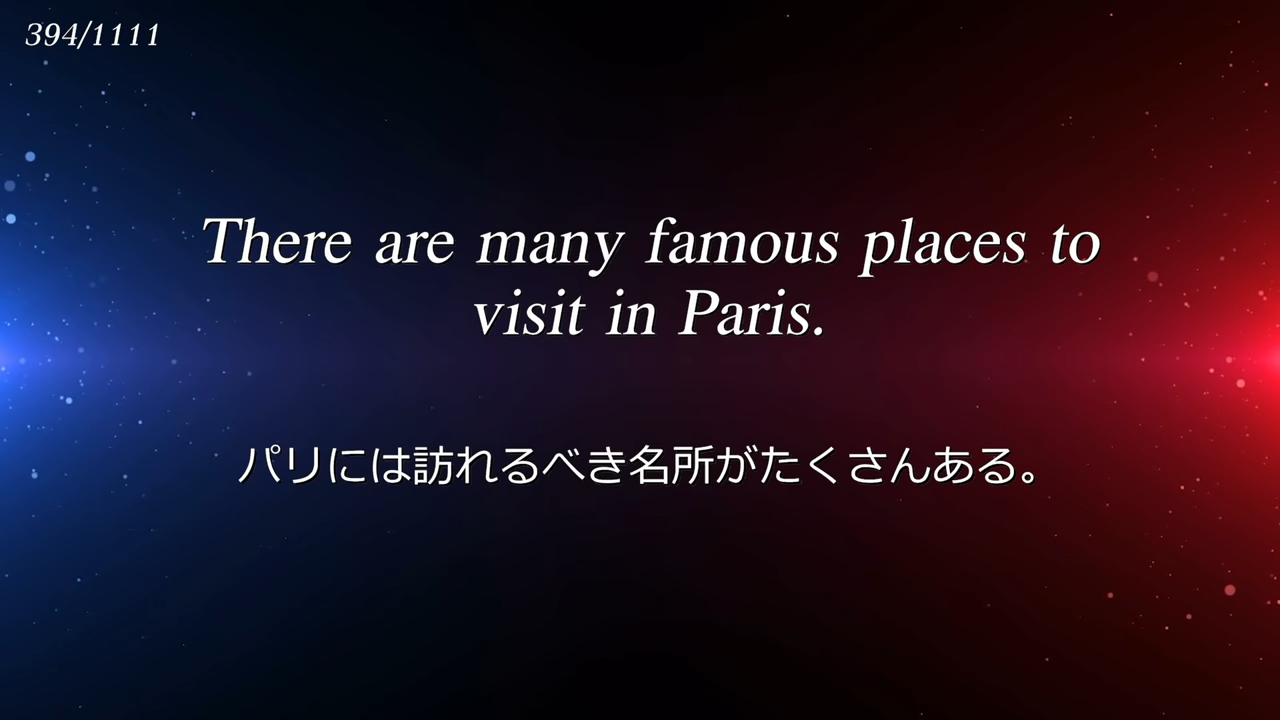 394/1111
There are many famous places to
visit in Paris.
パリには訪れるべき名所がたくさんある。